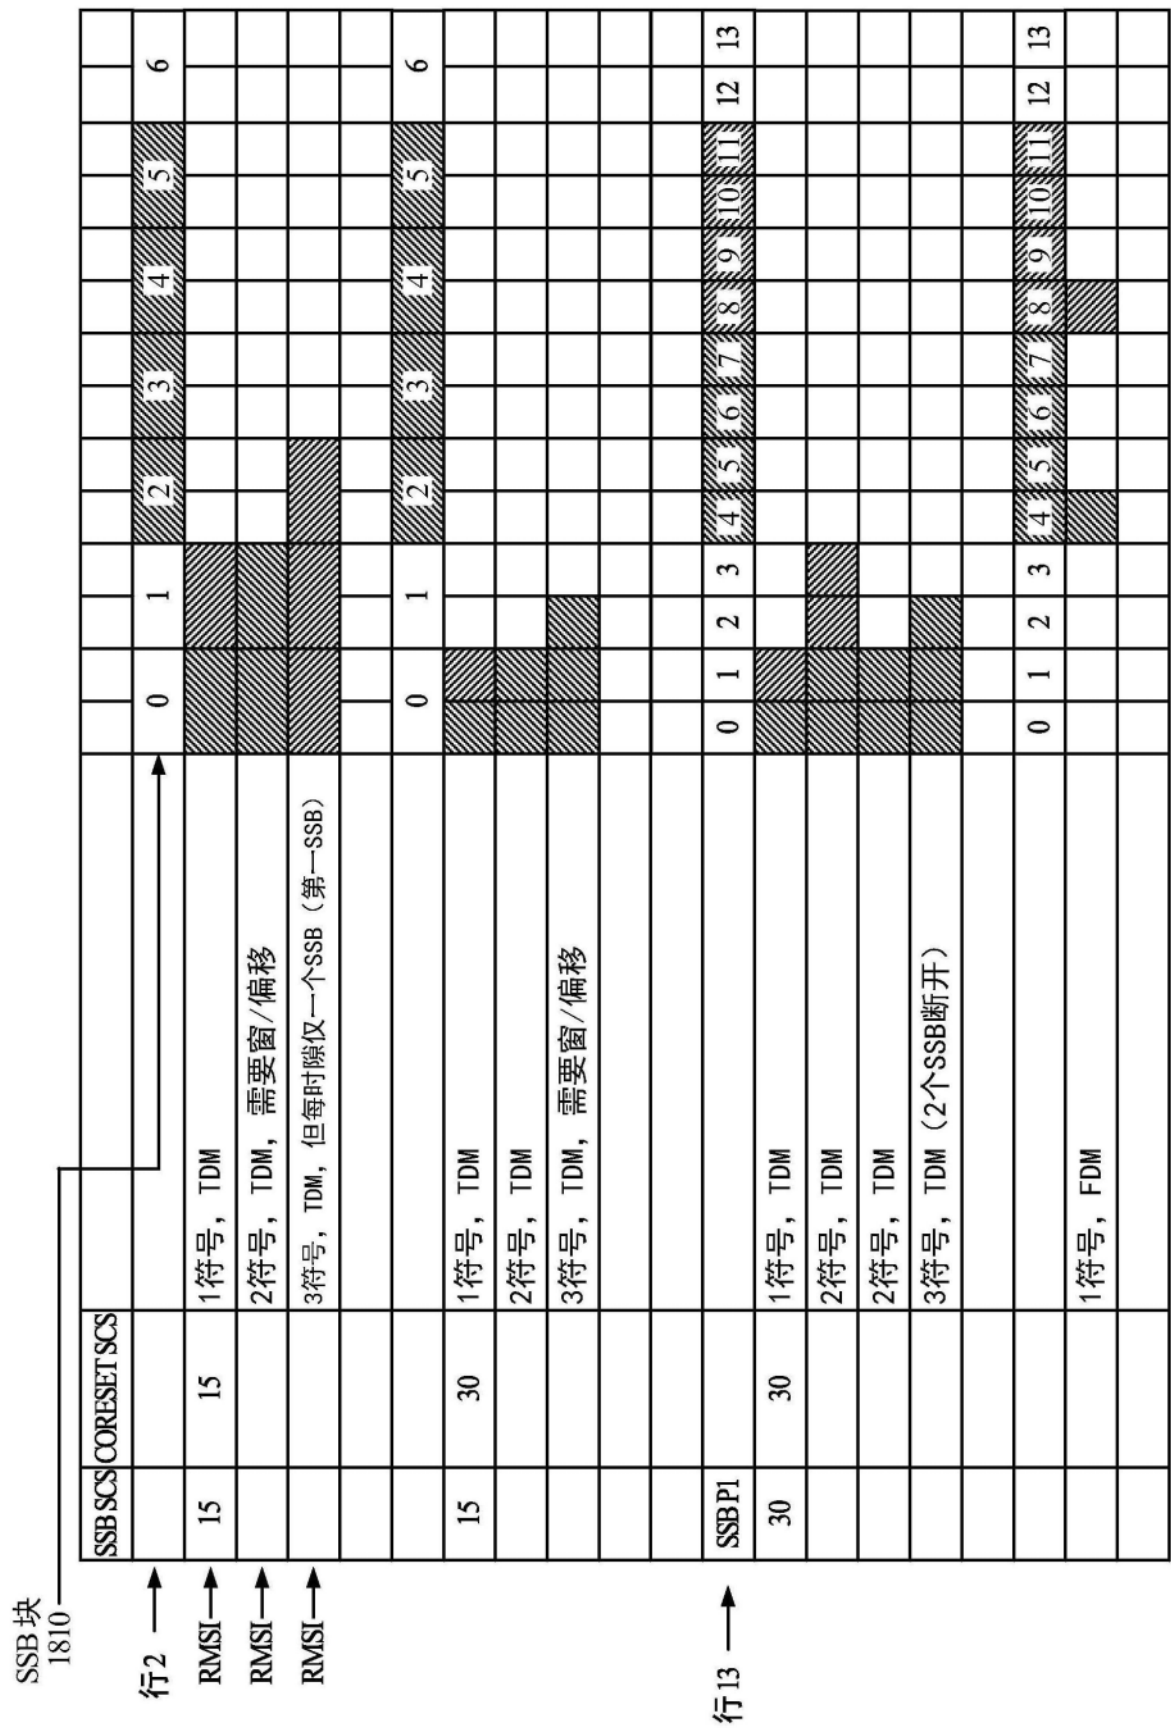 SSB块
1810
SSB SCS CORESET SCS
行2 0 1 2 3 4 5 6
RMSI 15 15 1符号，TDM
RMSI 2符号，TDM，需要窗/偏移
RMSI 3符号，TDM，但每时隙仅一个SSB（第一SSB）
0 1 2 3 4 5 6
15 30 1符号，TDM
2符号，TDM
3符号，TDM，需要窗/偏移
行13 SSB P1 0 1 2 3 4 5 6 7 8 9 10 11 12 13
30 30 1符号，TDM
2符号，TDM
2符号，TDM
3符号，TDM（2个SSB断开）
0 1 2 3 4 5 6 7 8 9 10 11 12 13
1符号，FDM